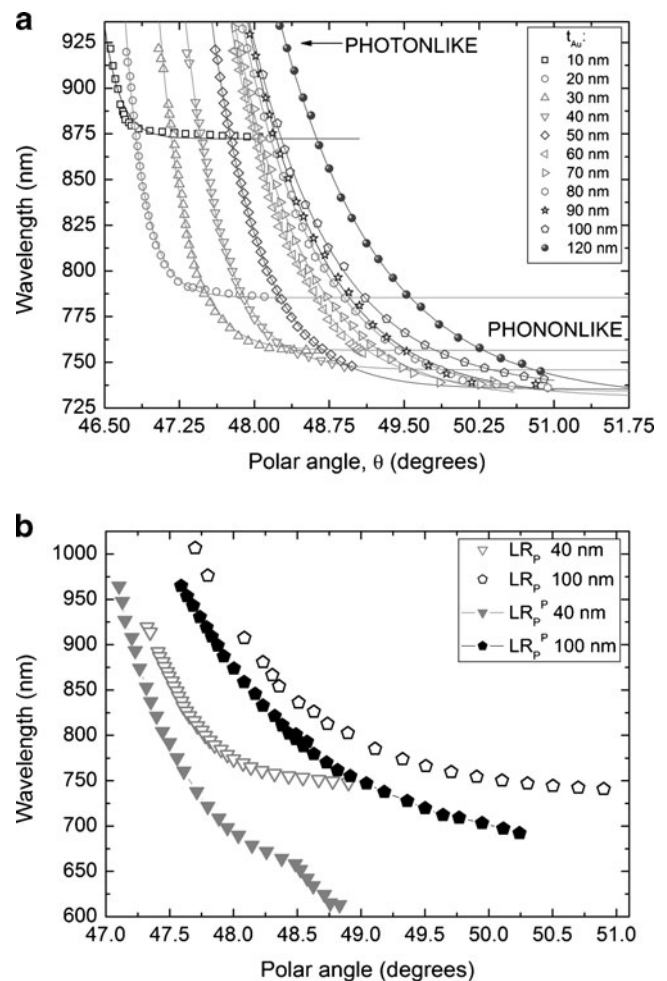 a
925
900
875
850
825
800
775
750
725
Wavelength (nm)
PHOTONLIKE
PHONONLIKE
t_Au:
10 nm
20 nm
30 nm
40 nm
50 nm
60 nm
70 nm
80 nm
90 nm
100 nm
120 nm
46.50 47.25 48.00 48.75 49.50 50.25 51.00 51.75
Polar angle, θ (degrees)
b
1000
950
900
850
800
750
700
650
600
Wavelength (nm)
LR_P 40 nm
LR_P 100 nm
LR_P^P 40 nm
LR_P^P 100 nm
47.0 47.5 48.0 48.5 49.0 49.5 50.0 50.5 51.0
Polar angle (degrees)